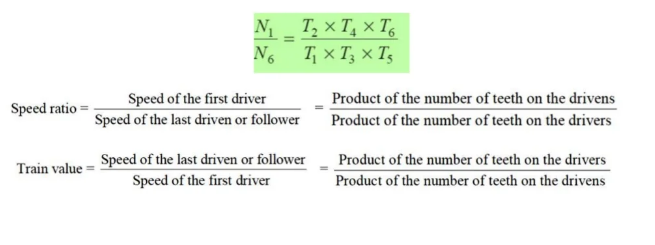 N₁/N₆ = T₂ × T₄ × T₆/T₁ × T₃ × T₅
Speed ratio = Speed of the first driver/Speed of the last driven or follower = Product of the number of teeth on the drivens/Product of the number of teeth on the drivers
Train value = Speed of the last driven or follower/Speed of the first driver = Product of the number of teeth on the drivers/Product of the number of teeth on the drivens